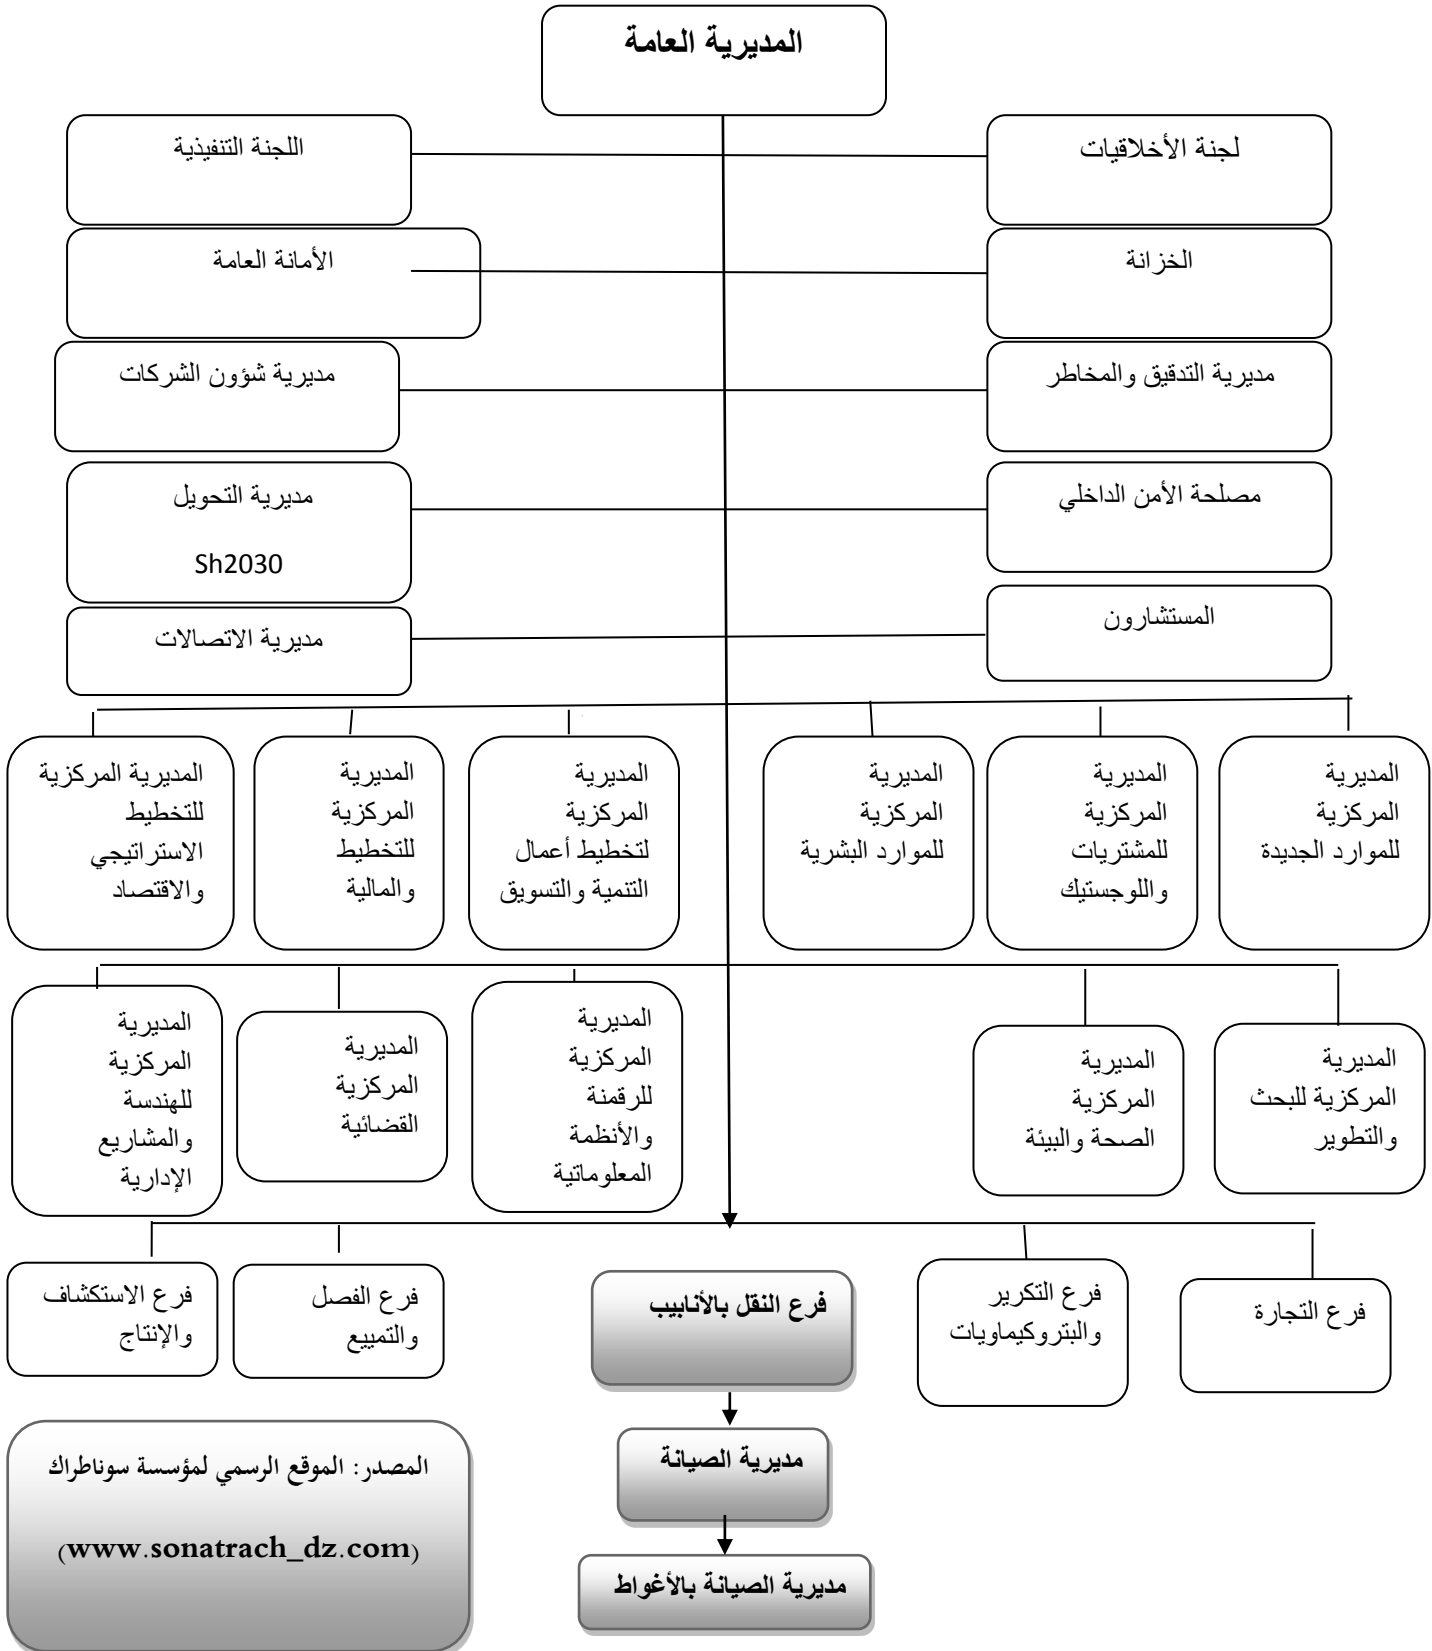 المديرية العامة
لجنة الأخلاقيات
اللجنة التنفيذية
الخزانة
الأمانة العامة
مديرية التدقيق والمخاطر
مديرية شؤون الشركات
مصلحة الأمن الداخلي
مديرية التحويل
Sh2030
المستشارون
مديرية الاتصالات
المديرية
المركزية
للموارد الجديدة
المديرية
المركزية
للمشتريات
واللوجستيك
المديرية
المركزية
للموارد البشرية
المديرية
المركزية
لتخطيط أعمال
التنمية والتسويق
المديرية
المركزية
للتخطيط
والمالية
المديرية المركزية
للتخطيط
الاستراتيجي
والاقتصاد
المديرية
المركزية للبحث
والتطوير
المديرية
المركزية
الصحة والبيئة
المديرية
المركزية
للرقمنة
والأنظمة
المعلوماتية
المديرية
المركزية
القضائية
المديرية
المركزية
للهندسة
والمشاريع
الإدارية
فرع التجارة
فرع التكرير
والبتروكيماويات
فرع النقل بالأنابيب
فرع الفصل
والتمييع
فرع الاستكشاف
والإنتاج
مديرية الصيانة
مديرية الصيانة بالأغواط
المصدر: الموقع الرسمي لمؤسسة سوناطراك
(www.sonatrach_dz.com)